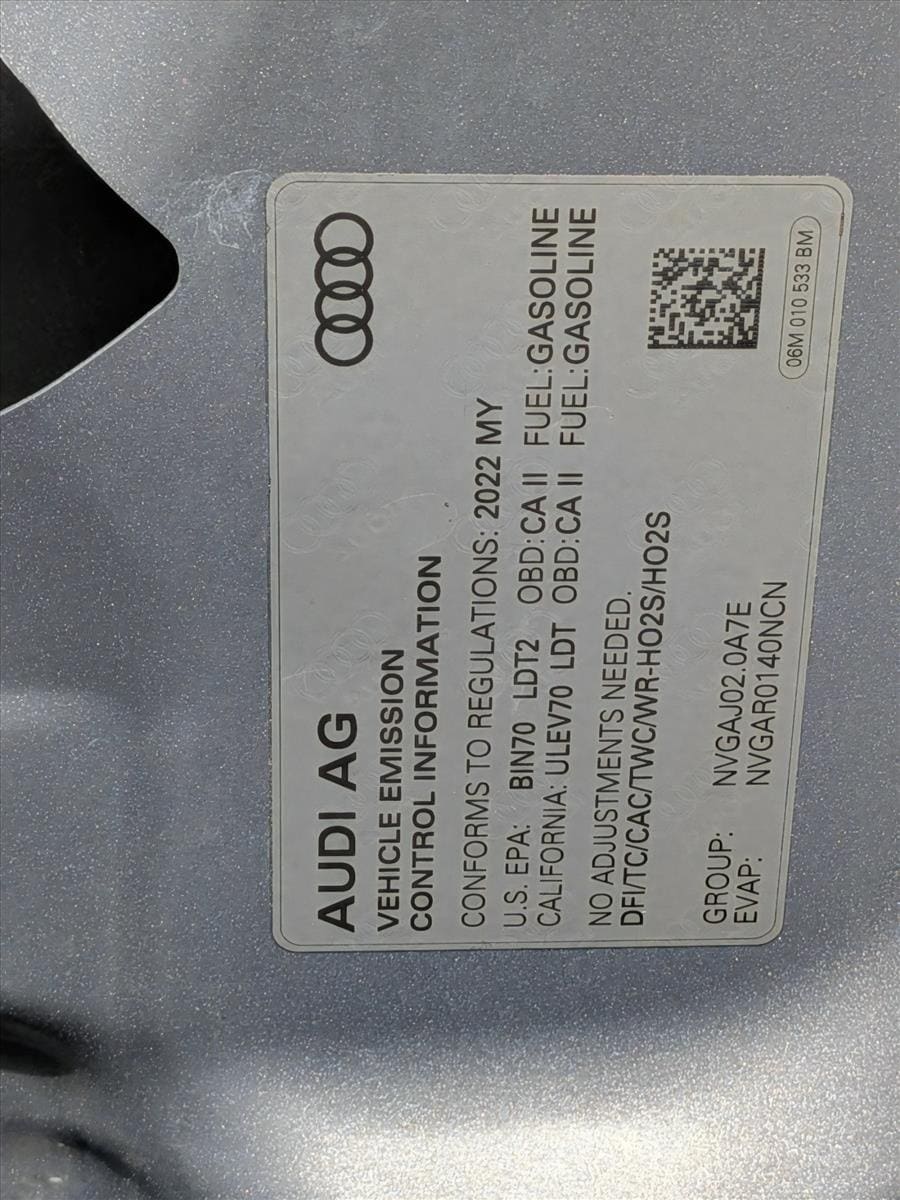 AUDI AG
VEHICLE EMISSION
CONTROL INFORMATION
CONFORMS TO REGULATIONS: 2022 MY
U.S. EPA: BIN70 LDT2 OBD:CA II FUEL:GASOLINE
CALIFORNIA: ULEV70 LDT OBD:CA II FUEL:GASOLINE
NO ADJUSTMENTS NEEDED.
DFI/TC/CAC/TWC/WR-HO2S/HO2S
GROUP: NVGAJ02.0A7E
EVAP: NVGAR0140NCN
06M 010 533 BM